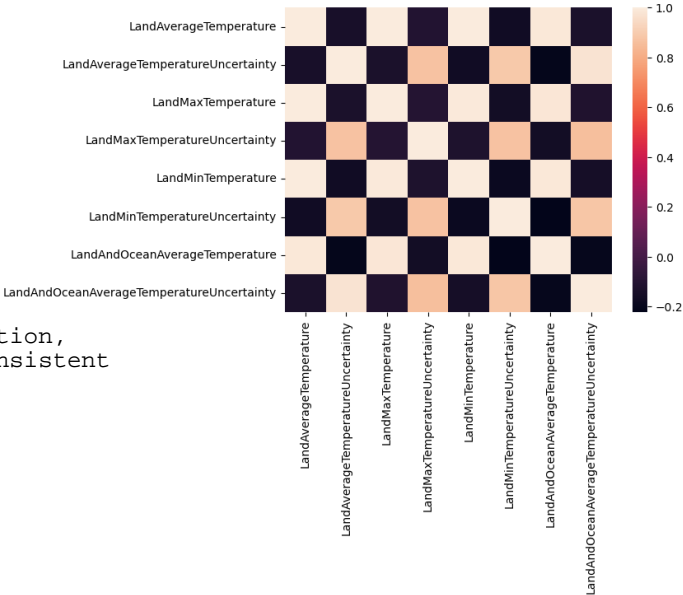 LandAverageTemperature
LandAverageTemperatureUncertainty
LandMaxTemperature
LandMaxTemperatureUncertainty
LandMinTemperature
LandMinTemperatureUncertainty
LandAndOceanAverageTemperature
LandAndOceanAverageTemperatureUncertainty
1.0
0.8
0.6
0.4
0.2
0.0
−0.2
tion,
nsistent
LandAverageTemperature
LandAverageTemperatureUncertainty
LandMaxTemperature
LandMaxTemperatureUncertainty
LandMinTemperature
LandMinTemperatureUncertainty
LandAndOceanAverageTemperature
LandAndOceanAverageTemperatureUncertainty